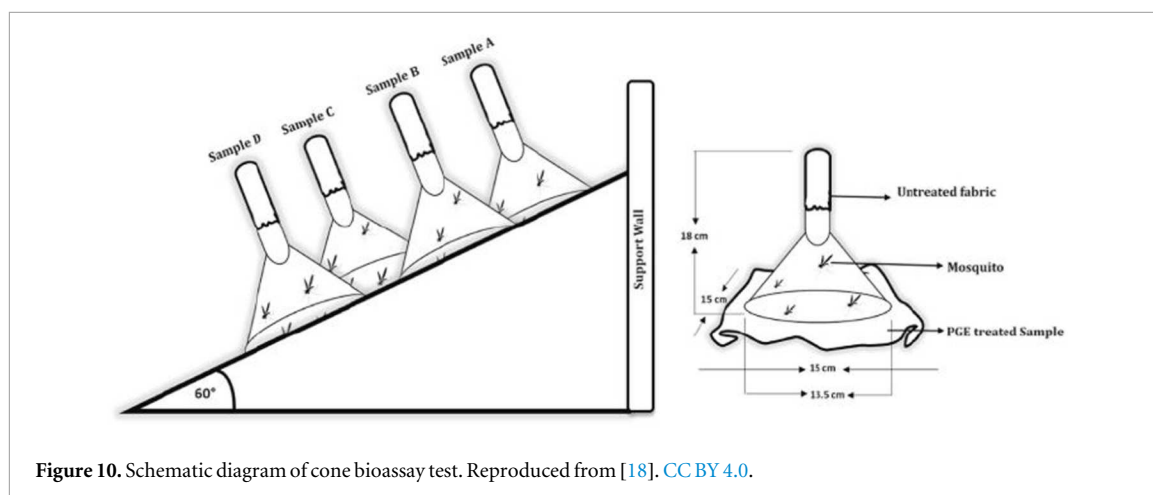 Sample A
Sample B
Sample C
Sample D
Support Wall
60°
Untreated fabric
18 cm
Mosquito
15 cm
PGE treated Sample
15 cm
13.5 cm
Figure 10. Schematic diagram of cone bioassay test. Reproduced from [18]. CC BY 4.0.